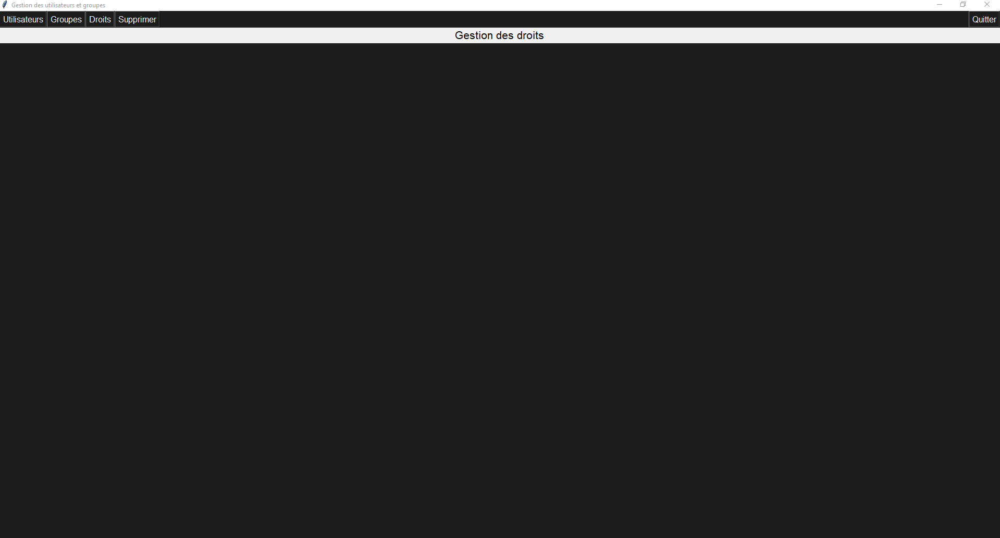 Gestion des utilisateurs et groupes
Utilisateurs Groupes Droits Supprimer Quitter
Gestion des droits